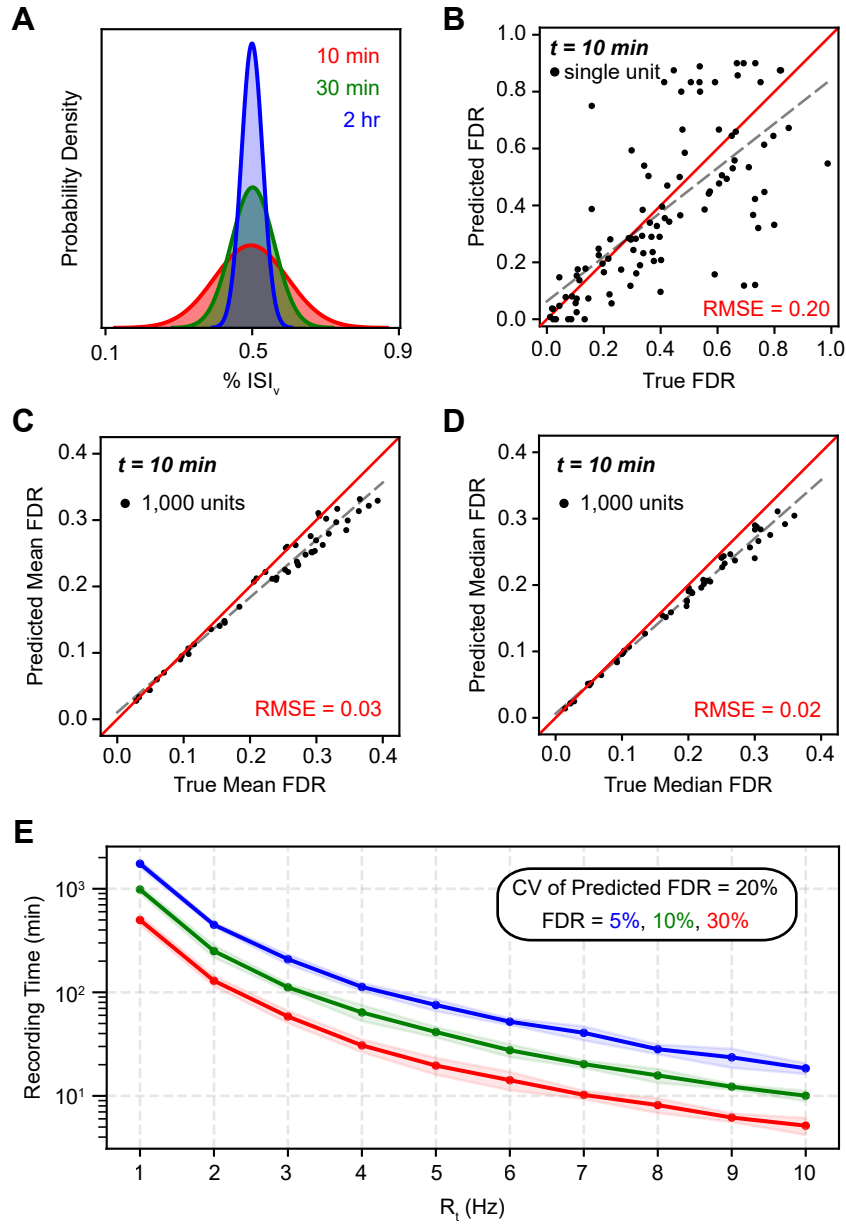 A
10 min
30 min
2 hr
Probability Density
0.1
0.5
0.9
% ISIv
B
t = 10 min
single unit
1.0
0.8
0.6
0.4
0.2
0.0
Predicted FDR
RMSE = 0.20
0.0
0.2
0.4
0.6
0.8
1.0
True FDR
C
t = 10 min
1,000 units
0.4
0.3
0.2
0.1
0.0
Predicted Mean FDR
RMSE = 0.03
0.0
0.1
0.2
0.3
0.4
True Mean FDR
D
t = 10 min
1,000 units
0.4
0.3
0.2
0.1
0.0
Predicted Median FDR
RMSE = 0.02
0.0
0.1
0.2
0.3
0.4
True Median FDR
E
CV of Predicted FDR = 20%
FDR = 5%, 10%, 30%
10³
10²
10¹
Recording Time (min)
1
2
3
4
5
6
7
8
9
10
Rt (Hz)